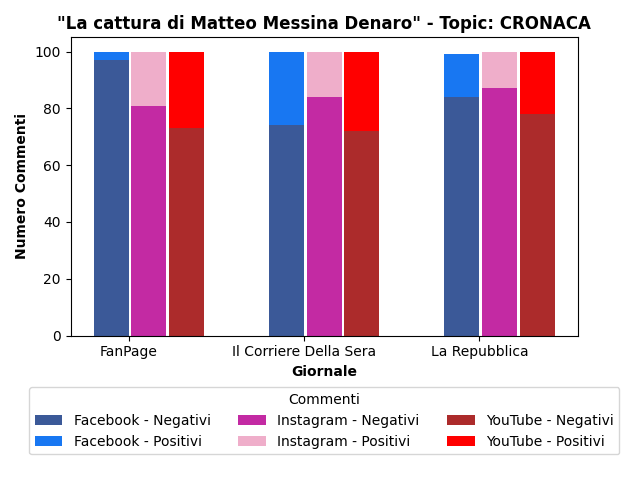 "La cattura di Matteo Messina Denaro" - Topic: CRONACA
100
80
60
40
20
0
Numero Commenti
FanPage
Il Corriere Della Sera
La Repubblica
Giornale
Commenti
Facebook - Negativi
Instagram - Negativi
YouTube - Negativi
Facebook - Positivi
Instagram - Positivi
YouTube - Positivi